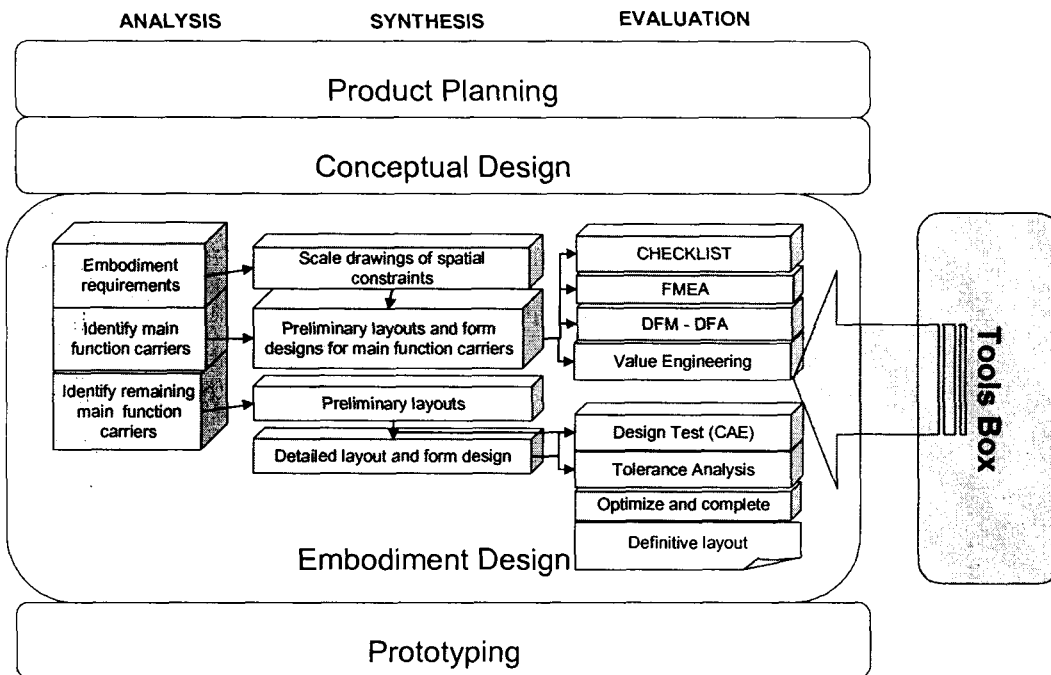 ANALYSIS SYNTHESIS EVALUATION
Product Planning
Conceptual Design
Embodiment
requirements
Identify main
function carriers
Identify remaining
main function
carriers
Scale drawings of spatial
constraints
Preliminary layouts and form
designs for main function carriers
Preliminary layouts
Detailed layout and form design
CHECKLIST
FMEA
DFM - DFA
Value Engineering
Design Test (CAE)
Tolerance Analysis
Optimize and complete
Definitive layout
Embodiment Design
Tools Box
Prototyping